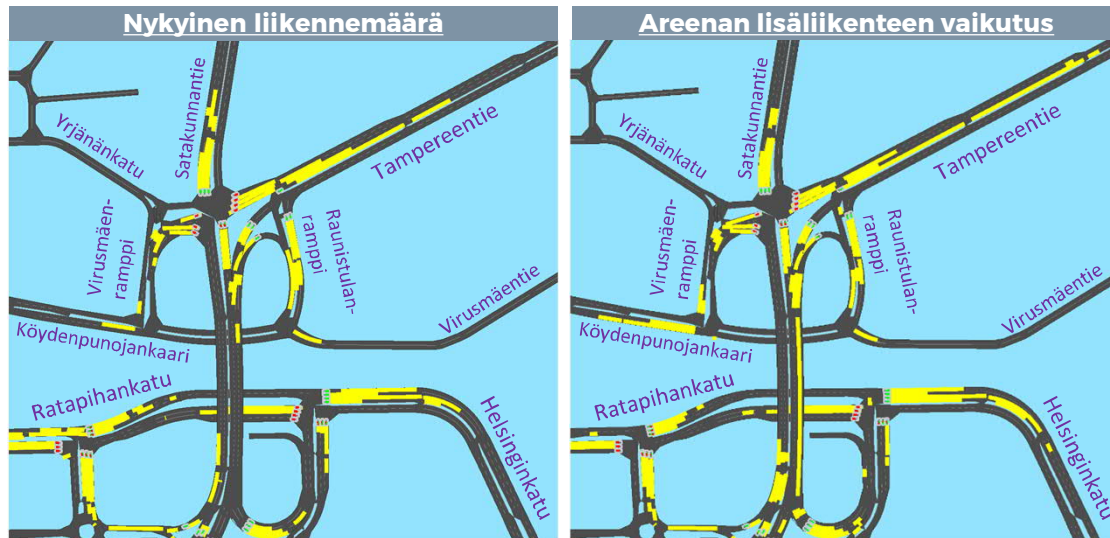 Nykyinen liikennemäärä
Satakunnantie
Yrjänänkatu
Tampereentie
Virusmäen-
ramppi
Raunistulan-
ramppi
Virusmäentie
Köydenpunojankaari
Ratapihankatu
Helsinginkatu
Areenan lisäliikenteen vaikutus
Satakunnantie
Yrjänänkatu
Tampereentie
Virusmäen-
ramppi
Raunistulan-
ramppi
Virusmäentie
Köydenpunojankaari
Ratapihankatu
Helsinginkatu